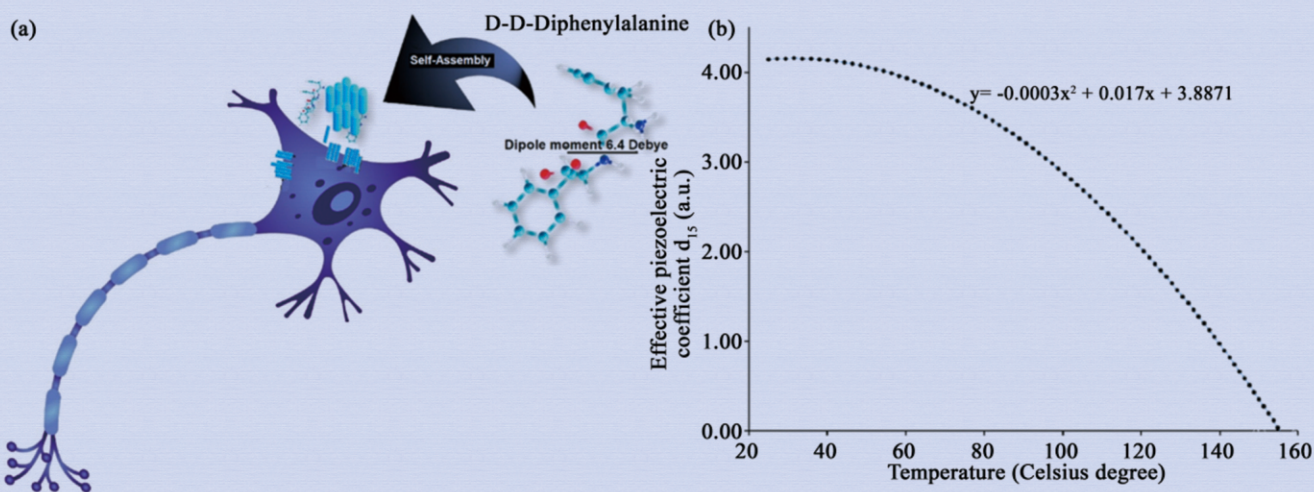 (a)
D-D-Diphenylalanine
Self-Assembly
Dipole moment 6.4 Debye
(b)
y= -0.0003x² + 0.017x + 3.8871
Effective piezoelectric
coefficient d₁₅ (a.u.)
4.00
3.00
2.00
1.00
0.00
20 40 60 80 100 120 140 160
Temperature (Celsius degree)